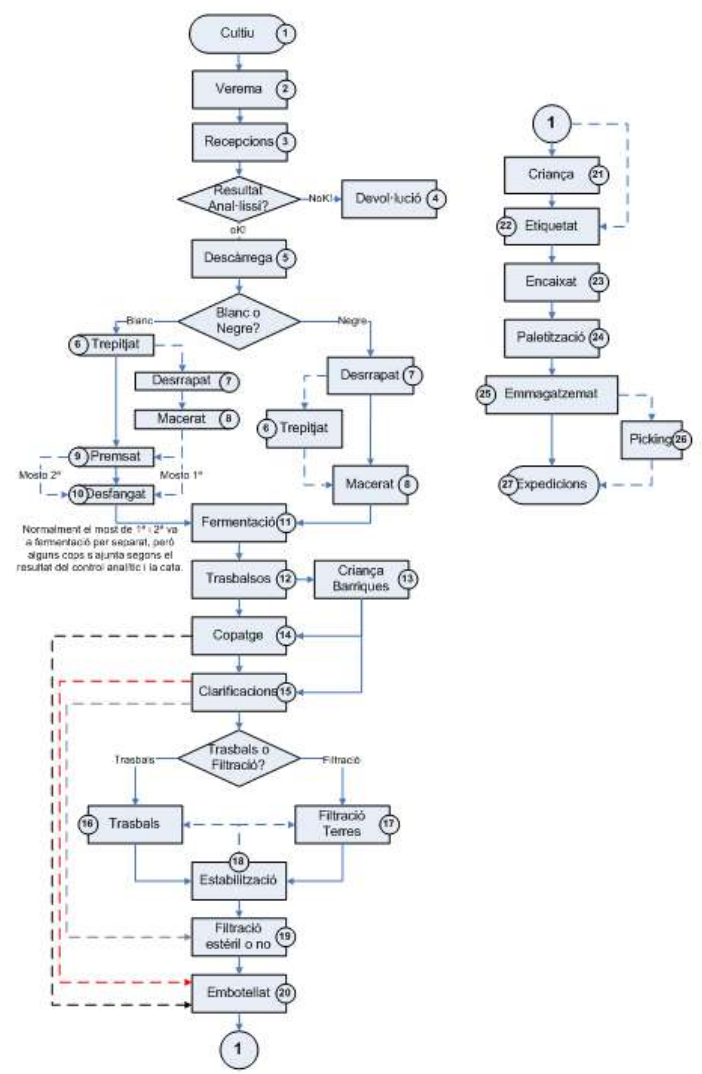 Cultiu 1
Verema 2
Recepcions 3
Resultat
Anal·lissi?
NoK!
Devol·lució 4
oK!
Descàrrega 5
Blanc o
Negre?
Blanc
Negre
6 Trepitjat
Desrrapat 7
Macerat 8
9 Premsat
Mosto 2ª
Mosto 1ª
10 Desfangat
Desrrapat 7
6 Trepitjat
Macerat 8
Normalment el most de 1ª i 2ª va
a fermentació per separat, però
alguns cops s'ajunta segons el
resultat del control analític i la cata.
Fermentació 11
Trasbalsos 12
Criança
Barriques 13
Copatge 14
Clarificacions 15
Trasbals o
Filtració?
Trasbals
Filtració
16 Trasbals
Filtració
Terres 17
18
Estabilització
Filtració
estéril o no 19
Embotellat 20
1
1
Criança 21
22 Etiquetat
Encaixat 23
Paletització 24
25 Emmagatzemat
Picking 26
27 Expedicions